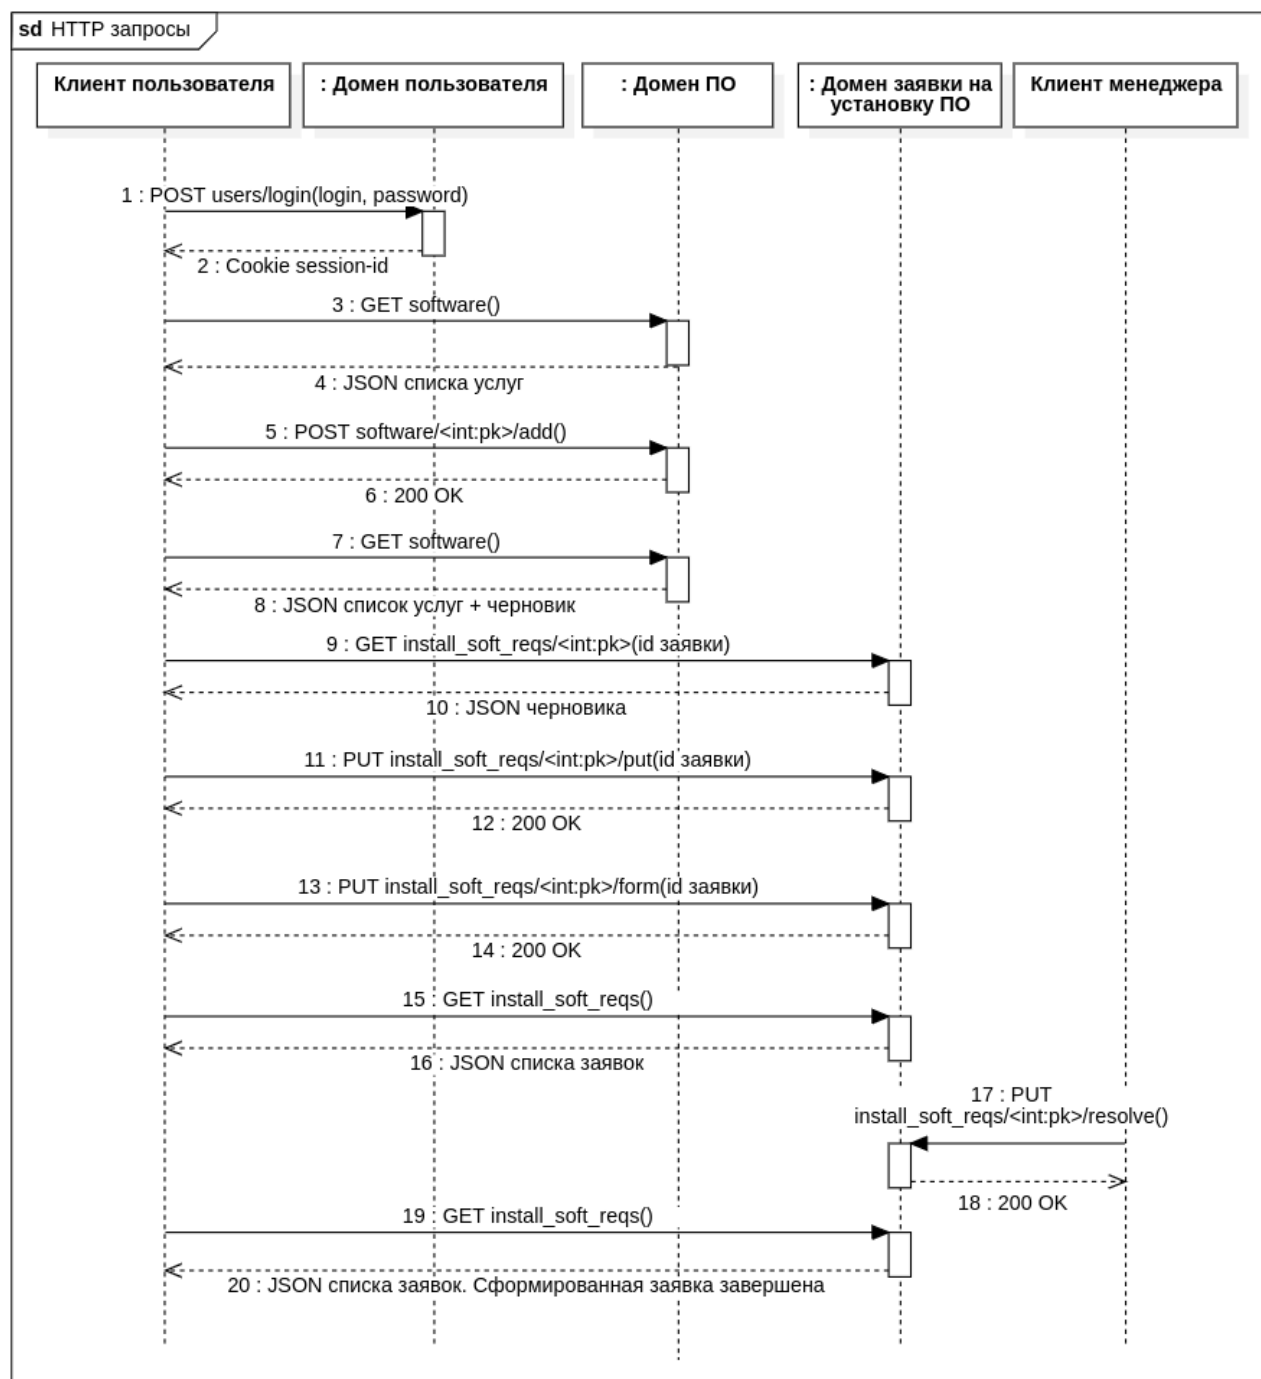 sd HTTP запросы
Клиент пользователя
: Домен пользователя
: Домен ПО
: Домен заявки на
установку ПО
Клиент менеджера
1 : POST users/login(login, password)
2 : Cookie session-id
3 : GET software()
4 : JSON списка услуг
5 : POST software/<int:pk>/add()
6 : 200 OK
7 : GET software()
8 : JSON список услуг + черновик
9 : GET install_soft_reqs/<int:pk>(id заявки)
10 : JSON черновика
11 : PUT install_soft_reqs/<int:pk>/put(id заявки)
12 : 200 OK
13 : PUT install_soft_reqs/<int:pk>/form(id заявки)
14 : 200 OK
15 : GET install_soft_reqs()
16 : JSON списка заявок
17 : PUT
install_soft_reqs/<int:pk>/resolve()
18 : 200 OK
19 : GET install_soft_reqs()
20 : JSON списка заявок. Сформированная заявка завершена